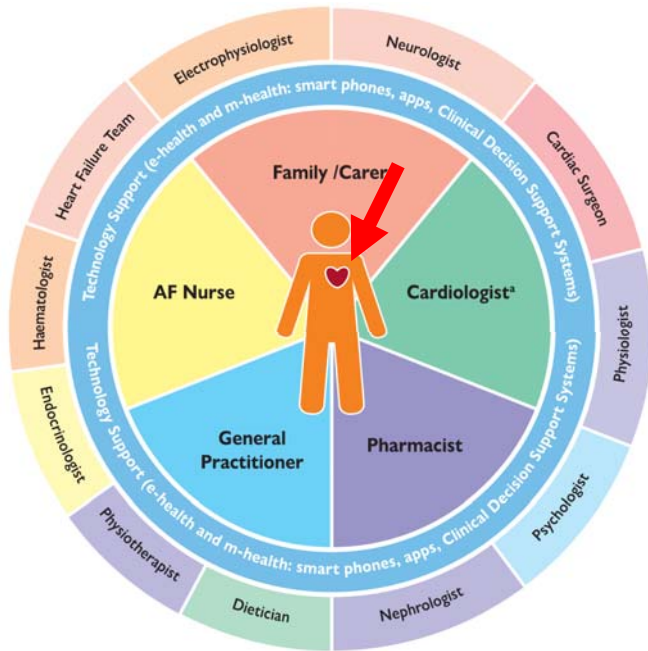 Electrophysiologist
Neurologist
Cardiac Surgeon
Physiologist
Psychologist
Nephrologist
Dietician
Physiotherapist
Endocrinologist
Haematologist
Heart Failure Team
Technology Support (e-health and m-health: smart phones, apps, Clinical Decision Support Systems)
Family /Carer
AF Nurse
Cardiologistᵃ
General
Practitioner
Pharmacist
Technology Support (e-health and m-health: smart phones, apps, Clinical Decision Support Systems)